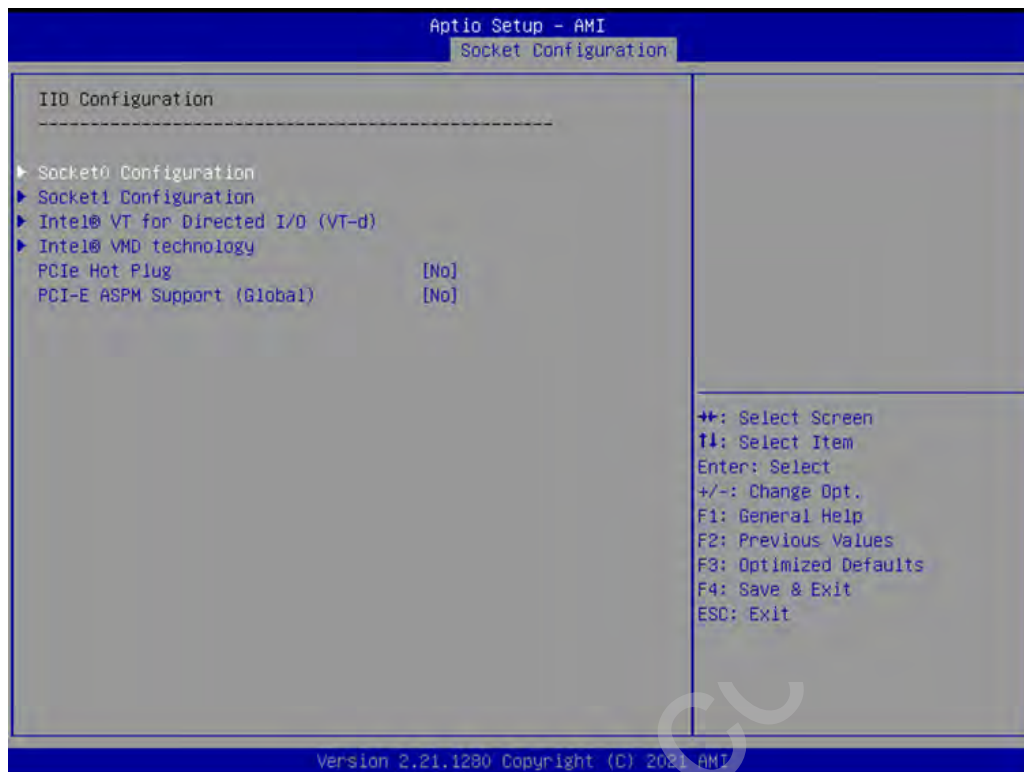 Aptio Setup – AMI
Socket Configuration
IIO Configuration
--------------------------------------------------
Socket0 Configuration
Socket1 Configuration
Intel® VT for Directed I/O (VT-d)
Intel® VMD technology
PCIe Hot Plug [No]
PCI-E ASPM Support (Global) [No]
→←: Select Screen
↑↓: Select Item
Enter: Select
+/-: Change Opt.
F1: General Help
F2: Previous Values
F3: Optimized Defaults
F4: Save & Exit
ESC: Exit
Version 2.21.1280 Copyright (C) 2021 AMI